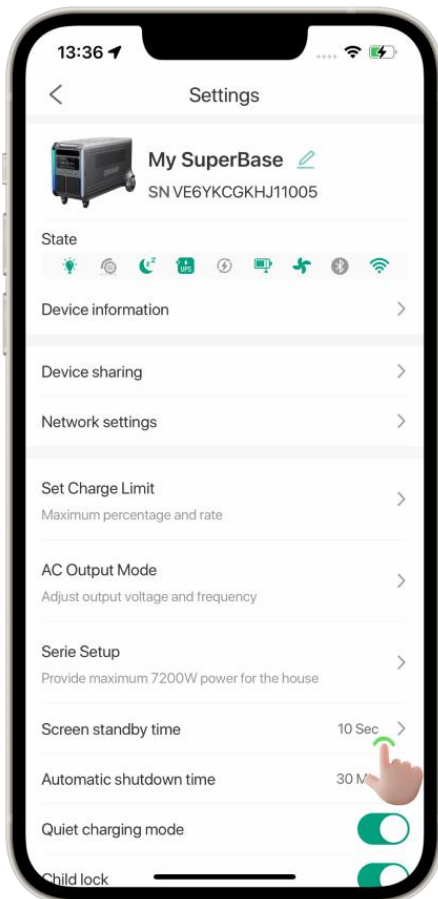 13:36
Settings
My SuperBase
SN VE6YKCGKHJ11005
State
UPS
Device information
Device sharing
Network settings
Set Charge Limit
Maximum percentage and rate
AC Output Mode
Adjust output voltage and frequency
Serie Setup
Provide maximum 7200W power for the house
Screen standby time 10 Sec
Automatic shutdown time 30
Quiet charging mode
Child lock